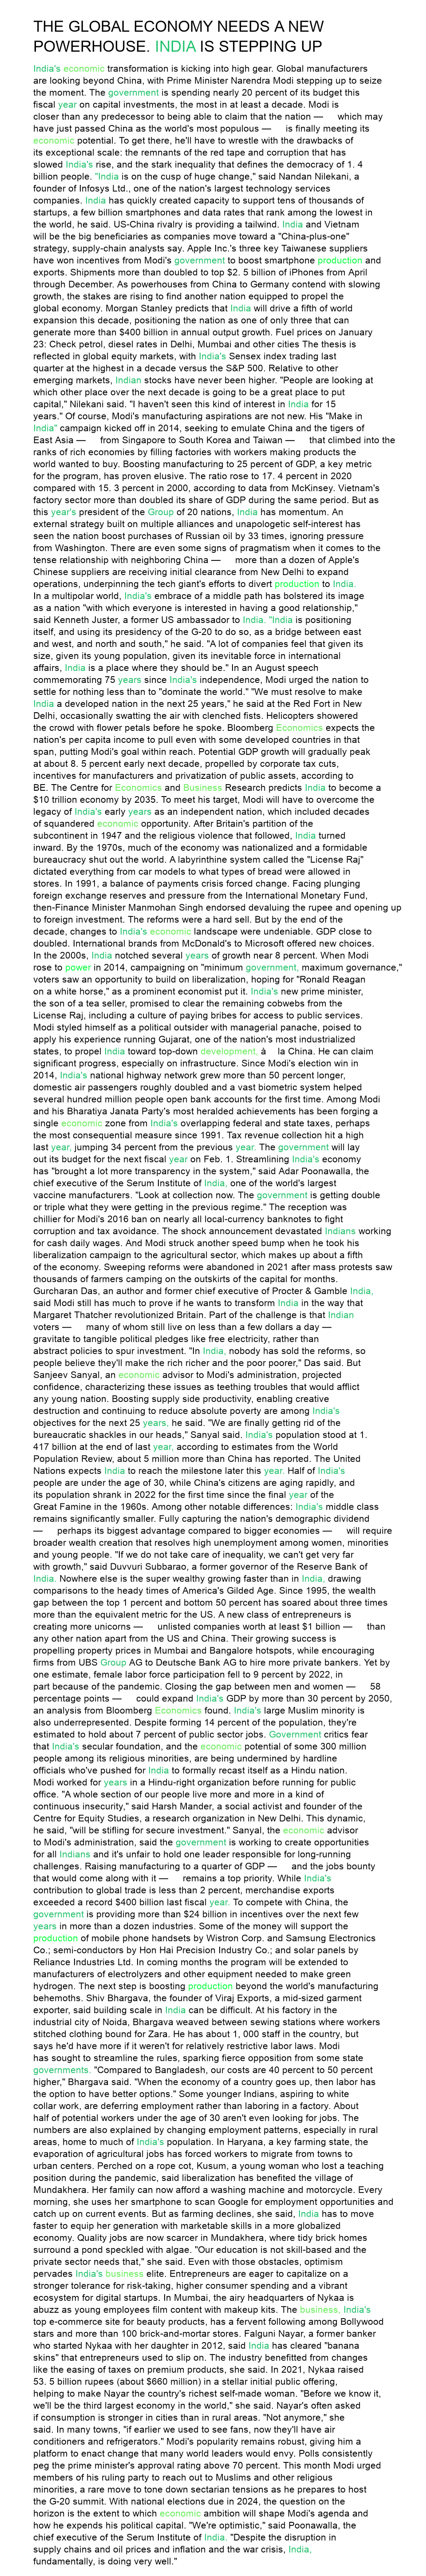 THE GLOBAL ECONOMY NEEDS A NEW
POWERHOUSE. INDIA IS STEPPING UP
India's economic transformation is kicking into high gear. Global manufacturers
are looking beyond China, with Prime Minister Narendra Modi stepping up to seize
the moment. The government is spending nearly 20 percent of its budget this
fiscal year on capital investments, the most in at least a decade. Modi is
closer than any predecessor to being able to claim that the nation — which may
have just passed China as the world's most populous — is finally meeting its
economic potential. To get there, he'll have to wrestle with the drawbacks of
its exceptional scale: the remnants of the red tape and corruption that has
slowed India's rise, and the stark inequality that defines the democracy of 1. 4
billion people. "India is on the cusp of huge change," said Nandan Nilekani, a
founder of Infosys Ltd., one of the nation's largest technology services
companies. India has quickly created capacity to support tens of thousands of
startups, a few billion smartphones and data rates that rank among the lowest in
the world, he said. US-China rivalry is providing a tailwind. India and Vietnam
will be the big beneficiaries as companies move toward a "China-plus-one"
strategy, supply-chain analysts say. Apple Inc.'s three key Taiwanese suppliers
have won incentives from Modi's government to boost smartphone production and
exports. Shipments more than doubled to top $2. 5 billion of iPhones from April
through December. As powerhouses from China to Germany contend with slowing
growth, the stakes are rising to find another nation equipped to propel the
global economy. Morgan Stanley predicts that India will drive a fifth of world
expansion this decade, positioning the nation as one of only three that can
generate more than $400 billion in annual output growth. Fuel prices on January
23: Check petrol, diesel rates in Delhi, Mumbai and other cities The thesis is
reflected in global equity markets, with India's Sensex index trading last
quarter at the highest in a decade versus the S&P 500. Relative to other
emerging markets, Indian stocks have never been higher. "People are looking at
which other place over the next decade is going to be a great place to put
capital," Nilekani said. "I haven't seen this kind of interest in India for 15
years." Of course, Modi's manufacturing aspirations are not new. His "Make in
India" campaign kicked off in 2014, seeking to emulate China and the tigers of
East Asia — from Singapore to South Korea and Taiwan — that climbed into the
ranks of rich economies by filling factories with workers making products the
world wanted to buy. Boosting manufacturing to 25 percent of GDP, a key metric
for the program, has proven elusive. The ratio rose to 17. 4 percent in 2020
compared with 15. 3 percent in 2000, according to data from McKinsey. Vietnam's
factory sector more than doubled its share of GDP during the same period. But as
this year's president of the Group of 20 nations, India has momentum. An
external strategy built on multiple alliances and unapologetic self-interest has
seen the nation boost purchases of Russian oil by 33 times, ignoring pressure
from Washington. There are even some signs of pragmatism when it comes to the
tense relationship with neighboring China — more than a dozen of Apple's
Chinese suppliers are receiving initial clearance from New Delhi to expand
operations, underpinning the tech giant's efforts to divert production to India.
In a multipolar world, India's embrace of a middle path has bolstered its image
as a nation "with which everyone is interested in having a good relationship,"
said Kenneth Juster, a former US ambassador to India. "India is positioning
itself, and using its presidency of the G-20 to do so, as a bridge between east
and west, and north and south," he said. "A lot of companies feel that given its
size, given its young population, given its inevitable force in international
affairs, India is a place where they should be." In an August speech
commemorating 75 years since India's independence, Modi urged the nation to
settle for nothing less than to "dominate the world." "We must resolve to make
India a developed nation in the next 25 years," he said at the Red Fort in New
Delhi, occasionally swatting the air with clenched fists. Helicopters showered
the crowd with flower petals before he spoke. Bloomberg Economics expects the
nation's per capita income to pull even with some developed countries in that
span, putting Modi's goal within reach. Potential GDP growth will gradually peak
at about 8. 5 percent early next decade, propelled by corporate tax cuts,
incentives for manufacturers and privatization of public assets, according to
BE. The Centre for Economics and Business Research predicts India to become a
$10 trillion economy by 2035. To meet his target, Modi will have to overcome the
legacy of India's early years as an independent nation, which included decades
of squandered economic opportunity. After Britain's partition of the
subcontinent in 1947 and the religious violence that followed, India turned
inward. By the 1970s, much of the economy was nationalized and a formidable
bureaucracy shut out the world. A labyrinthine system called the "License Raj"
dictated everything from car models to what types of bread were allowed in
stores. In 1991, a balance of payments crisis forced change. Facing plunging
foreign exchange reserves and pressure from the International Monetary Fund,
then-Finance Minister Manmohan Singh endorsed devaluing the rupee and opening up
to foreign investment. The reforms were a hard sell. But by the end of the
decade, changes to India's economic landscape were undeniable. GDP close to
doubled. International brands from McDonald's to Microsoft offered new choices.
In the 2000s, India notched several years of growth near 8 percent. When Modi
rose to power in 2014, campaigning on "minimum government, maximum governance,"
voters saw an opportunity to build on liberalization, hoping for "Ronald Reagan
on a white horse," as a prominent economist put it. India's new prime minister,
the son of a tea seller, promised to clear the remaining cobwebs from the
License Raj, including a culture of paying bribes for access to public services.
Modi styled himself as a political outsider with managerial panache, poised to
apply his experience running Gujarat, one of the nation's most industrialized
states, to propel India toward top-down development, à la China. He can claim
significant progress, especially on infrastructure. Since Modi's election win in
2014, India's national highway network grew more than 50 percent longer,
domestic air passengers roughly doubled and a vast biometric system helped
several hundred million people open bank accounts for the first time. Among Modi
and his Bharatiya Janata Party's most heralded achievements has been forging a
single economic zone from India's overlapping federal and state taxes, perhaps
the most consequential measure since 1991. Tax revenue collection hit a high
last year, jumping 34 percent from the previous year. The government will lay
out its budget for the next fiscal year on Feb. 1. Streamlining India's economy
has "brought a lot more transparency in the system," said Adar Poonawalla, the
chief executive of the Serum Institute of India, one of the world's largest
vaccine manufacturers. "Look at collections now. The government is getting double
or triple what they were getting in the previous regime." The reception was
chillier for Modi's 2016 ban on nearly all local-currency banknotes to fight
corruption and tax avoidance. The shock announcement devastated Indians working
for cash daily wages. And Modi struck another speed bump when he took his
liberalization campaign to the agricultural sector, which makes up about a fifth
of the economy. Sweeping reforms were abandoned in 2021 after mass protests saw
thousands of farmers camping on the outskirts of the capital for months.
Gurcharan Das, an author and former chief executive of Procter & Gamble India,
said Modi still has much to prove if he wants to transform India in the way that
Margaret Thatcher revolutionized Britain. Part of the challenge is that Indian
voters — many of whom still live on less than a few dollars a day —
gravitate to tangible political pledges like free electricity, rather than
abstract policies to spur investment. "In India, nobody has sold the reforms, so
people believe they'll make the rich richer and the poor poorer," Das said. But
Sanjeev Sanyal, an economic advisor to Modi's administration, projected
confidence, characterizing these issues as teething troubles that would afflict
any young nation. Boosting supply side productivity, enabling creative
destruction and continuing to reduce absolute poverty are among India's
objectives for the next 25 years, he said. "We are finally getting rid of the
bureaucratic shackles in our heads," Sanyal said. India's population stood at 1.
417 billion at the end of last year, according to estimates from the World
Population Review, about 5 million more than China has reported. The United
Nations expects India to reach the milestone later this year. Half of India's
people are under the age of 30, while China's citizens are aging rapidly, and
its population shrank in 2022 for the first time since the final year of the
Great Famine in the 1960s. Among other notable differences: India's middle class
remains significantly smaller. Fully capturing the nation's demographic dividend
— perhaps its biggest advantage compared to bigger economies — will require
broader wealth creation that resolves high unemployment among women, minorities
and young people. "If we do not take care of inequality, we can't get very far
with growth," said Duvvuri Subbarao, a former governor of the Reserve Bank of
India. Nowhere else is the super wealthy growing faster than in India, drawing
comparisons to the heady times of America's Gilded Age. Since 1995, the wealth
gap between the top 1 percent and bottom 50 percent has soared about three times
more than the equivalent metric for the US. A new class of entrepreneurs is
creating more unicorns — unlisted companies worth at least $1 billion — than
any other nation apart from the US and China. Their growing success is
propelling property prices in Mumbai and Bangalore hotspots, while encouraging
firms from UBS Group AG to Deutsche Bank AG to hire more private bankers. Yet by
one estimate, female labor force participation fell to 9 percent by 2022, in
part because of the pandemic. Closing the gap between men and women — 58
percentage points — could expand India's GDP by more than 30 percent by 2050,
an analysis from Bloomberg Economics found. India's large Muslim minority is
also underrepresented. Despite forming 14 percent of the population, they're
estimated to hold about 7 percent of public sector jobs. Government critics fear
that India's secular foundation, and the economic potential of some 300 million
people among its religious minorities, are being undermined by hardline
officials who've pushed for India to formally recast itself as a Hindu nation.
Modi worked for years in a Hindu-right organization before running for public
office. "A whole section of our people live more and more in a kind of
continuous insecurity," said Harsh Mander, a social activist and founder of the
Centre for Equity Studies, a research organization in New Delhi. This dynamic,
he said, "will be stifling for secure investment." Sanyal, the economic advisor
to Modi's administration, said the government is working to create opportunities
for all Indians and it's unfair to hold one leader responsible for long-running
challenges. Raising manufacturing to a quarter of GDP — and the jobs bounty
that would come along with it — remains a top priority. While India's
contribution to global trade is less than 2 percent, merchandise exports
exceeded a record $400 billion last fiscal year. To compete with China, the
government is providing more than $24 billion in incentives over the next few
years in more than a dozen industries. Some of the money will support the
production of mobile phone handsets by Wistron Corp. and Samsung Electronics
Co.; semi-conductors by Hon Hai Precision Industry Co.; and solar panels by
Reliance Industries Ltd. In coming months the program will be extended to
manufacturers of electrolyzers and other equipment needed to make green
hydrogen. The next step is boosting production beyond the world's manufacturing
behemoths. Shiv Bhargava, the founder of Viraj Exports, a mid-sized garment
exporter, said building scale in India can be difficult. At his factory in the
industrial city of Noida, Bhargava weaved between sewing stations where workers
stitched clothing bound for Zara. He has about 1, 000 staff in the country, but
says he'd have more if it weren't for relatively restrictive labor laws. Modi
has sought to streamline the rules, sparking fierce opposition from some state
governments. "Compared to Bangladesh, our costs are 40 percent to 50 percent
higher," Bhargava said. "When the economy of a country goes up, then labor has
the option to have better options." Some younger Indians, aspiring to white
collar work, are deferring employment rather than laboring in a factory. About
half of potential workers under the age of 30 aren't even looking for jobs. The
numbers are also explained by changing employment patterns, especially in rural
areas, home to much of India's population. In Haryana, a key farming state, the
evaporation of agricultural jobs has forced workers to migrate from towns to
urban centers. Perched on a rope cot, Kusum, a young woman who lost a teaching
position during the pandemic, said liberalization has benefited the village of
Mundakhera. Her family can now afford a washing machine and motorcycle. Every
morning, she uses her smartphone to scan Google for employment opportunities and
catch up on current events. But as farming declines, she said, India has to move
faster to equip her generation with marketable skills in a more globalized
economy. Quality jobs are now scarcer in Mundakhera, where tidy brick homes
surround a pond speckled with algae. "Our education is not skill-based and the
private sector needs that," she said. Even with those obstacles, optimism
pervades India's business elite. Entrepreneurs are eager to capitalize on a
stronger tolerance for risk-taking, higher consumer spending and a vibrant
ecosystem for digital startups. In Mumbai, the airy headquarters of Nykaa is
abuzz as young employees film content with makeup kits. The business, India's
top e-commerce site for beauty products, has a fervent following among Bollywood
stars and more than 100 brick-and-mortar stores. Falguni Nayar, a former banker
who started Nykaa with her daughter in 2012, said India has cleared "banana
skins" that entrepreneurs used to slip on. The industry benefitted from changes
like the easing of taxes on premium products, she said. In 2021, Nykaa raised
53. 5 billion rupees (about $660 million) in a stellar initial public offering,
helping to make Nayar the country's richest self-made woman. "Before we know it,
we'll be the third largest economy in the world," she said. Nayar's often asked
if consumption is stronger in cities than in rural areas. "Not anymore," she
said. In many towns, "if earlier we used to see fans, now they'll have air
conditioners and refrigerators." Modi's popularity remains robust, giving him a
platform to enact change that many world leaders would envy. Polls consistently
peg the prime minister's approval rating above 70 percent. This month Modi urged
members of his ruling party to reach out to Muslims and other religious
minorities, a rare move to tone down sectarian tensions as he prepares to host
the G-20 summit. With national elections due in 2024, the question on the
horizon is the extent to which economic ambition will shape Modi's agenda and
how he expends his political capital. "We're optimistic," said Poonawalla, the
chief executive of the Serum Institute of India. "Despite the disruption in
supply chains and oil prices and inflation and the war crisis, India,
fundamentally, is doing very well."